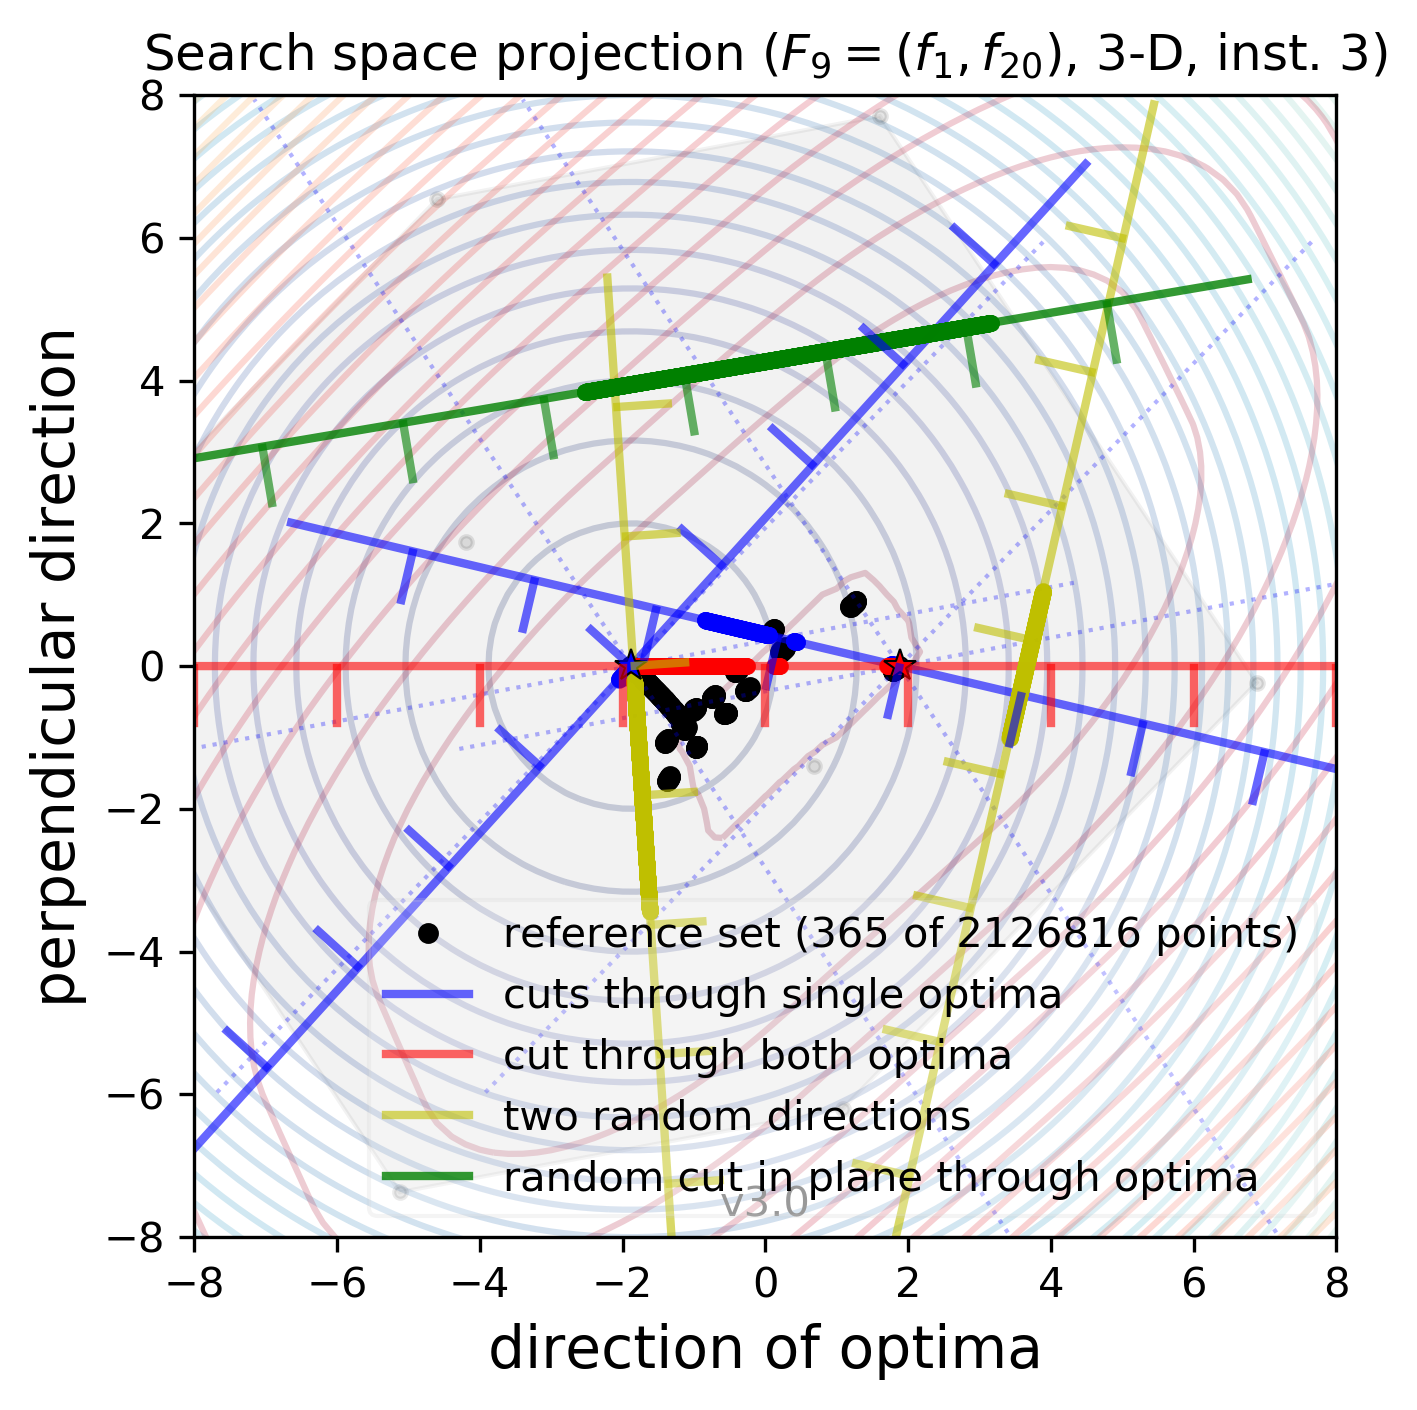 Search space projection (F9 = (f1, f20), 3-D, inst. 3)
8
6
4
2
0
−2
−4
−6
−8
perpendicular direction
reference set (365 of 2126816 points)
cuts through single optima
cut through both optima
two random directions
random cut in plane through optima
v3.0
−8 −6 −4 −2 0 2 4 6 8
direction of optima